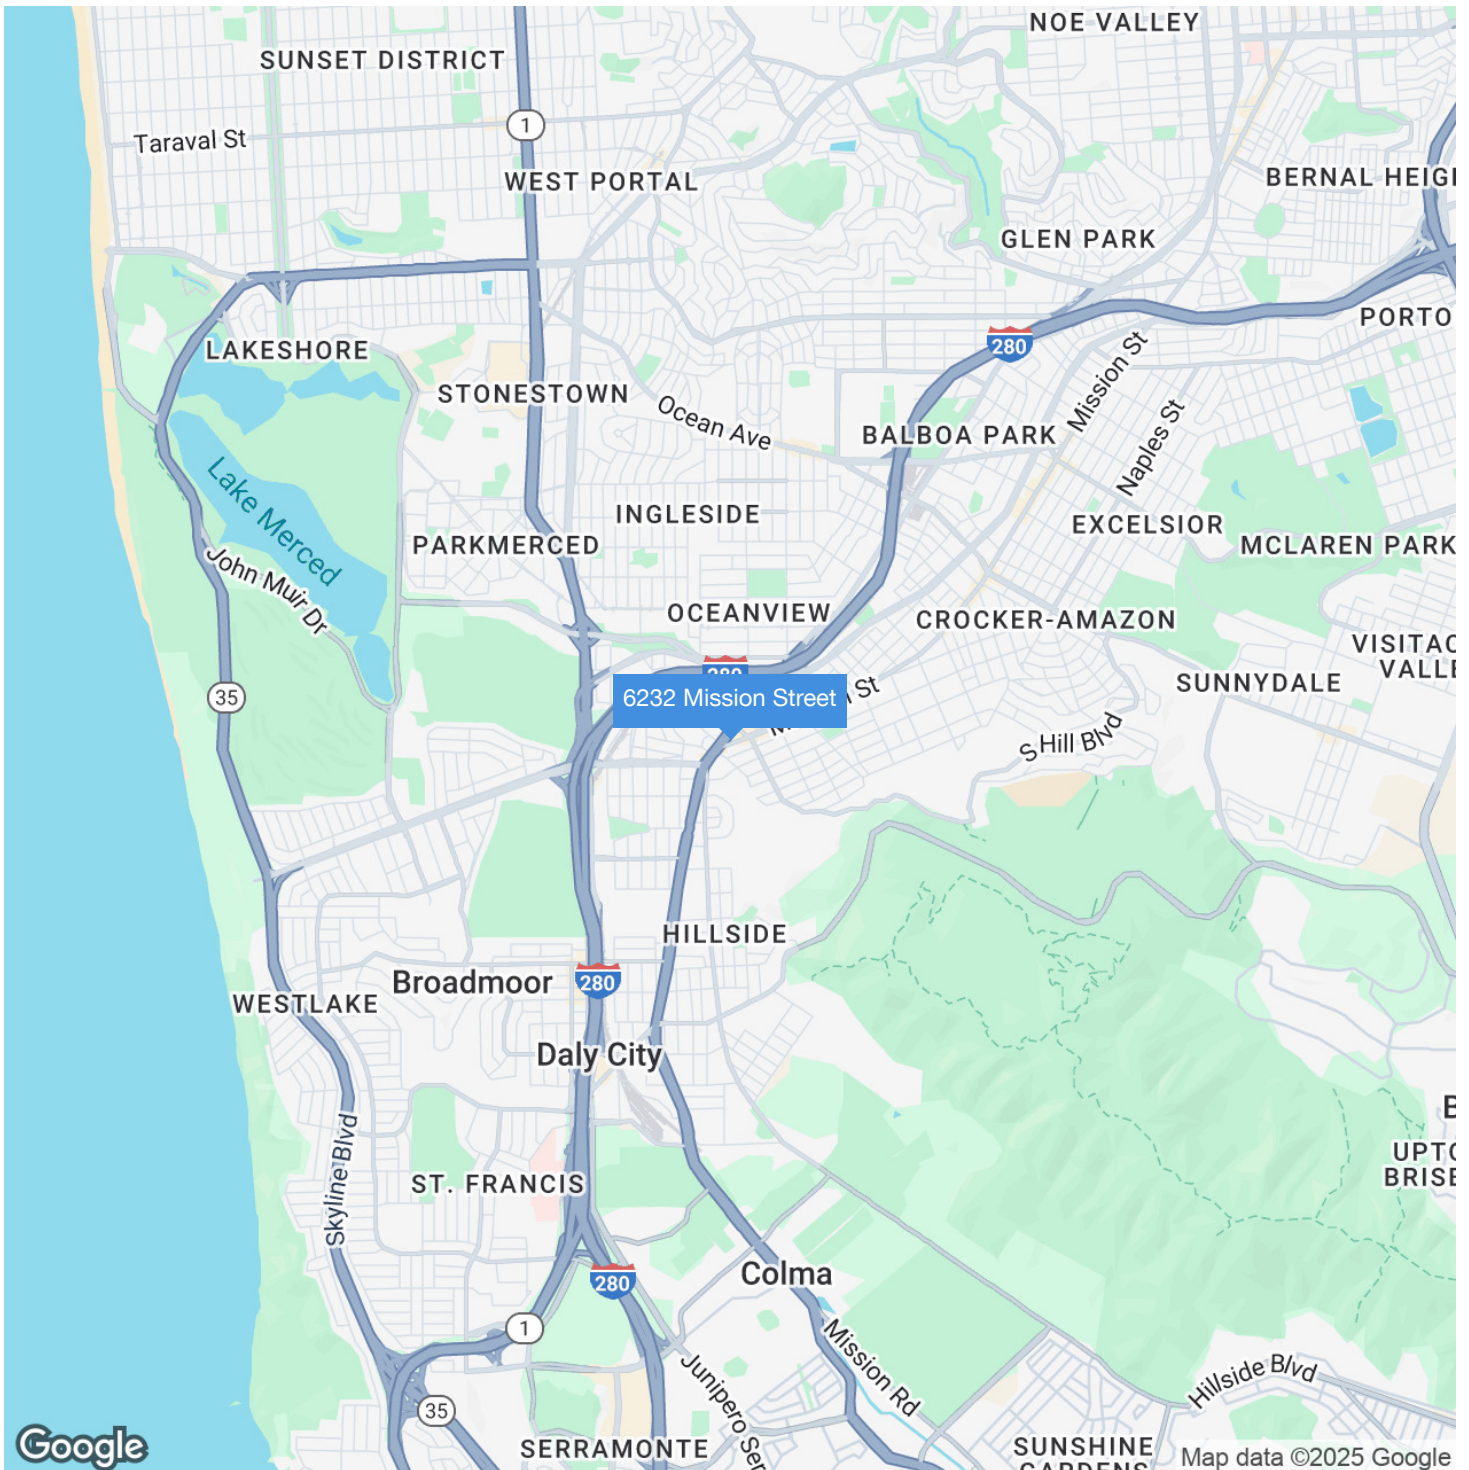 NOE VALLEY
SUNSET DISTRICT
1
Taraval St
WEST PORTAL
BERNAL HEIG
GLEN PARK
PORTO
280
LAKESHORE
STONESTOWN
Mission St
Ocean Ave
BALBOA PARK
Naples St
Lake Merced
INGLESIDE
EXCELSIOR
PARKMERCED
MCLAREN PARK
John Muir Dr
OCEANVIEW
CROCKER-AMAZON
VISITAC
VALLE
280
SUNNYDALE
35
6232 Mission Street
St
S Hill Blvd
HILLSIDE
Broadmoor
280
WESTLAKE
Daly City
Skyline Blvd
UPTO
BRISB
ST. FRANCIS
Colma
280
1
Mission Rd
Junipero Ser
Hillside Blvd
35
Google
SERRAMONTE
SUNSHINE
GARDENS
Map data ©2025 Google